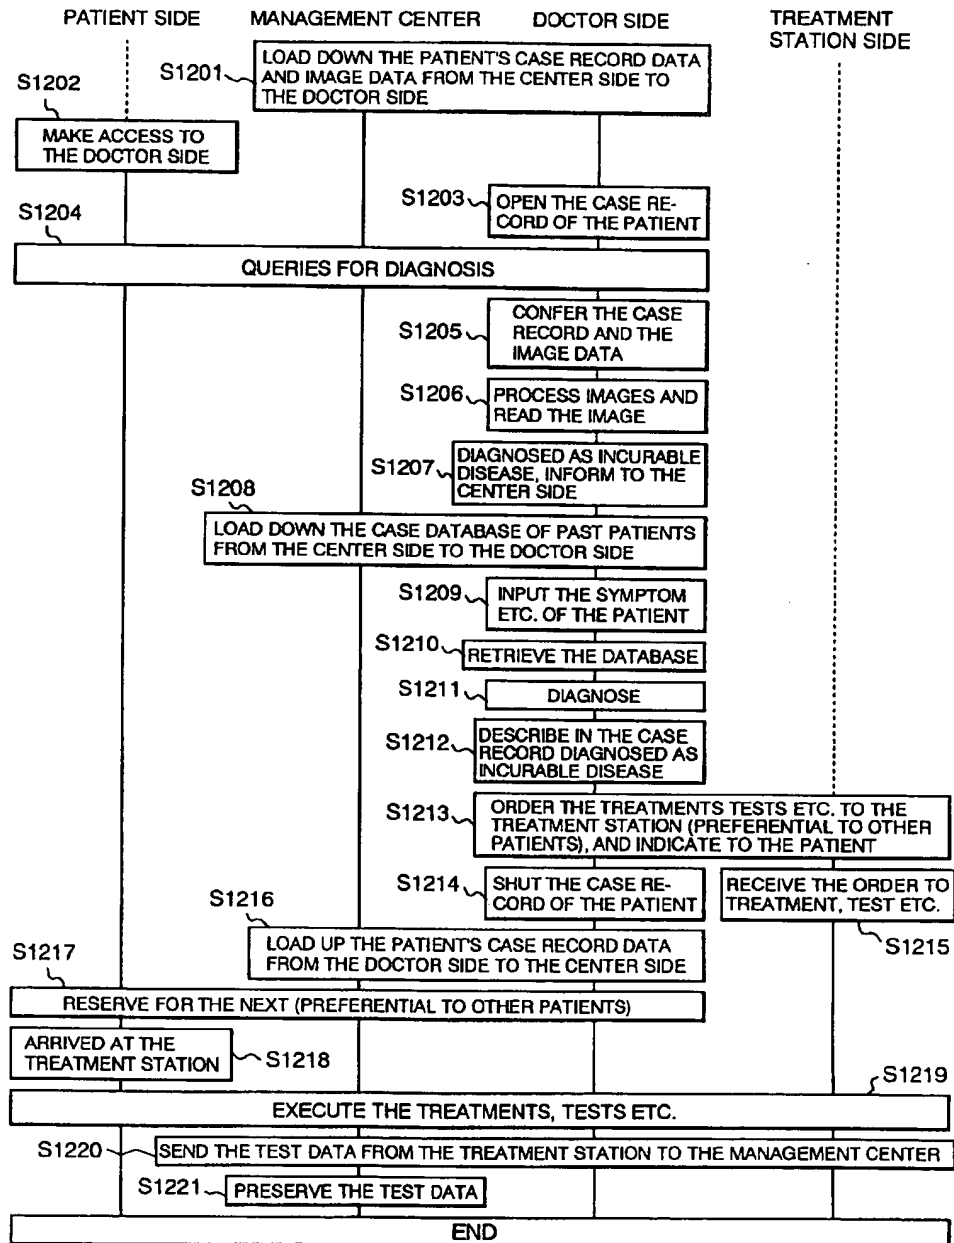 PATIENT SIDE
MANAGEMENT CENTER
DOCTOR SIDE
TREATMENT
STATION SIDE
S1201
LOAD DOWN THE PATIENT'S CASE RECORD DATA
AND IMAGE DATA FROM THE CENTER SIDE TO
THE DOCTOR SIDE
S1202
MAKE ACCESS TO
THE DOCTOR SIDE
S1203
OPEN THE CASE RE-
CORD OF THE PATIENT
S1204
QUERIES FOR DIAGNOSIS
S1205
CONFER THE CASE
RECORD AND THE
IMAGE DATA
S1206
PROCESS IMAGES AND
READ THE IMAGE
S1207
DIAGNOSED AS INCURABLE
DISEASE, INFORM TO THE
CENTER SIDE
S1208
LOAD DOWN THE CASE DATABASE OF PAST PATIENTS
FROM THE CENTER SIDE TO THE DOCTOR SIDE
S1209
INPUT THE SYMPTOM
ETC. OF THE PATIENT
S1210
RETRIEVE THE DATABASE
S1211
DIAGNOSE
S1212
DESCRIBE IN THE CASE
RECORD DIAGNOSED AS
INCURABLE DISEASE
S1213
ORDER THE TREATMENTS TESTS ETC. TO THE
TREATMENT STATION (PREFERENTIAL TO OTHER
PATIENTS), AND INDICATE TO THE PATIENT
S1214
SHUT THE CASE RE-
CORD OF THE PATIENT
RECEIVE THE ORDER TO
TREATMENT, TEST ETC.
S1215
S1216
LOAD UP THE PATIENT'S CASE RECORD DATA
FROM THE DOCTOR SIDE TO THE CENTER SIDE
S1217
RESERVE FOR THE NEXT (PREFERENTIAL TO OTHER PATIENTS)
ARRIVED AT THE
TREATMENT STATION
S1218
S1219
EXECUTE THE TREATMENTS, TESTS ETC.
S1220
SEND THE TEST DATA FROM THE TREATMENT STATION TO THE MANAGEMENT CENTER
S1221
PRESERVE THE TEST DATA
END